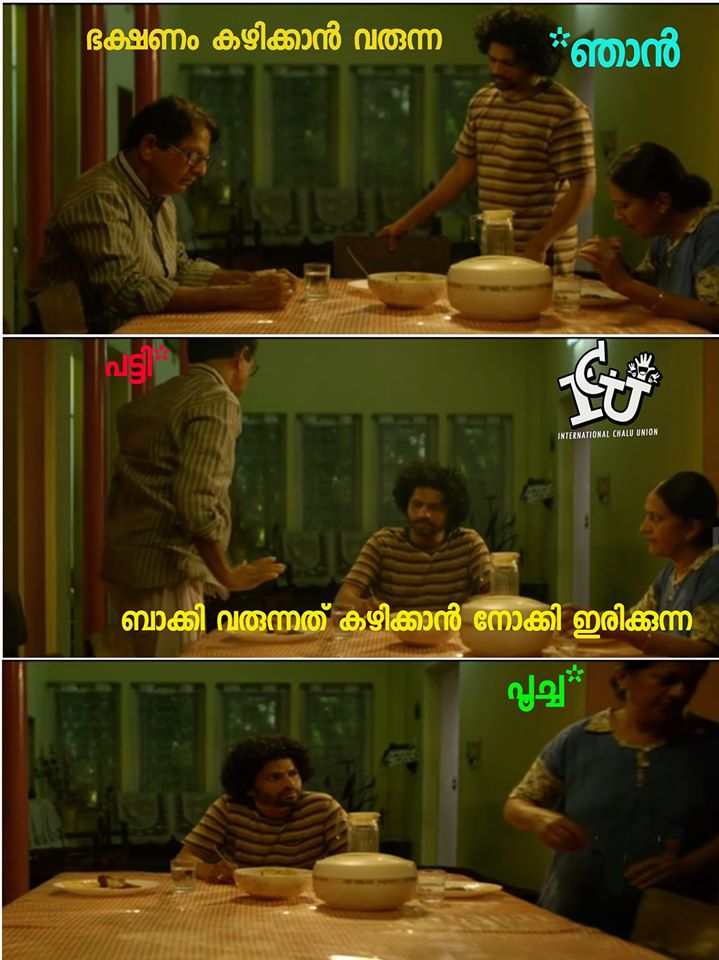 ഭക്ഷണം കഴിക്കാൻ വരുന്ന
*ഞാൻ
പട്ടി*
ICU
INTERNATIONAL CHALU UNION
ബാക്കി വരുന്നത് കഴിക്കാൻ നോക്കി ഇരിക്കുന്ന
പൂച്ച*